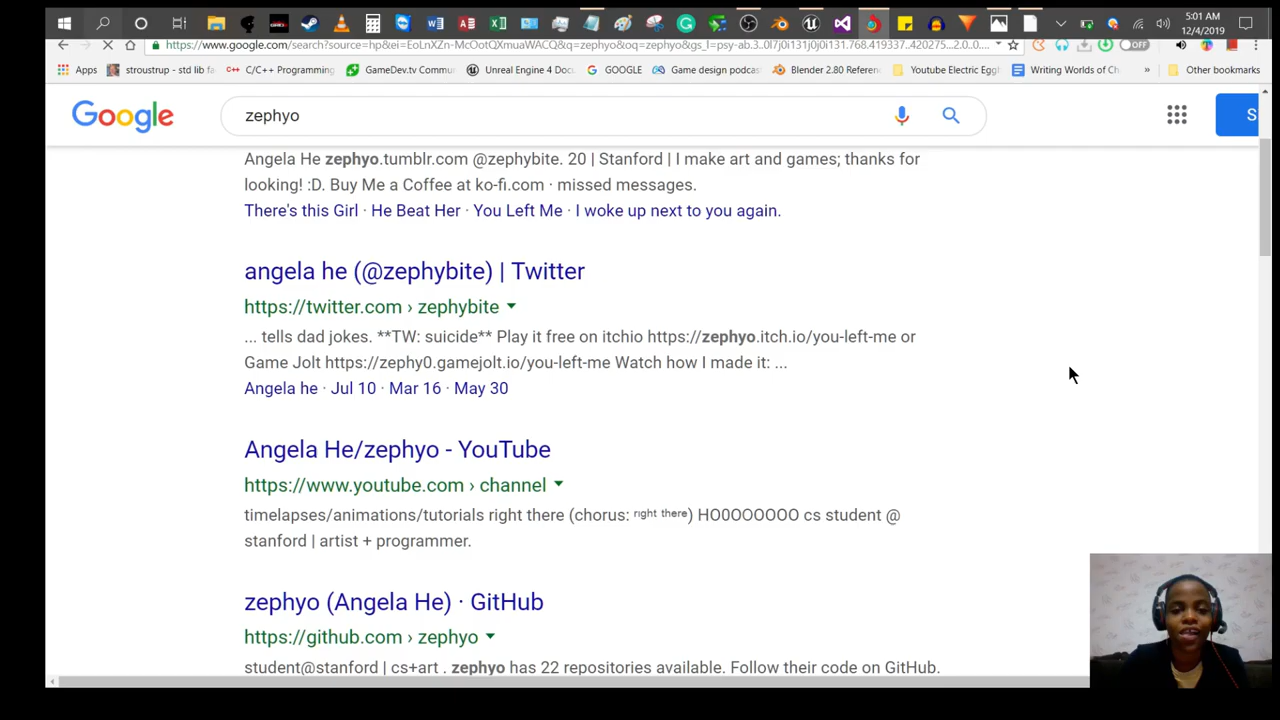 5:01 AM
12/4/2019
https://www.google.com/search?source=hp&ei=EoLnXZn-McOotQXmuaWACQ&q=zephyo&oq=zephyo&gs_l=psy-ab.3..0l7j0i131j0j0i131.768.419337..420275...2.0..0.
OFF
Apps
stroustrup - std lib fa
C/C++ Programming
GameDev.tv Commun
Unreal Engine 4 Doc
GOOGLE
Game design podcas
Blender 2.80 Referen
Youtube Electric Egg
Writing Worlds of Ch
»
Other bookmarks
Google
zephyo
S
Angela He zephyo.tumblr.com @zephybite. 20 | Stanford | I make art and games; thanks for
looking! :D. Buy Me a Coffee at ko-fi.com · missed messages.
There's this Girl · He Beat Her · You Left Me · I woke up next to you again.
angela he (@zephybite) | Twitter
https://twitter.com › zephybite
... tells dad jokes. **TW: suicide** Play it free on itchio https://zephyo.itch.io/you-left-me or
Game Jolt https://zephy0.gamejolt.io/you-left-me Watch how I made it: ...
Angela he · Jul 10 · Mar 16 · May 30
Angela He/zephyo - YouTube
https://www.youtube.com › channel
timelapses/animations/tutorials right there (chorus: ʳᶦᵍʰᵗ ᵗʰᵉʳᵉ) HO0OOOOOO cs student @
stanford | artist + programmer.
zephyo (Angela He) · GitHub
https://github.com › zephyo
student@stanford | cs+art . zephyo has 22 repositories available. Follow their code on GitHub.